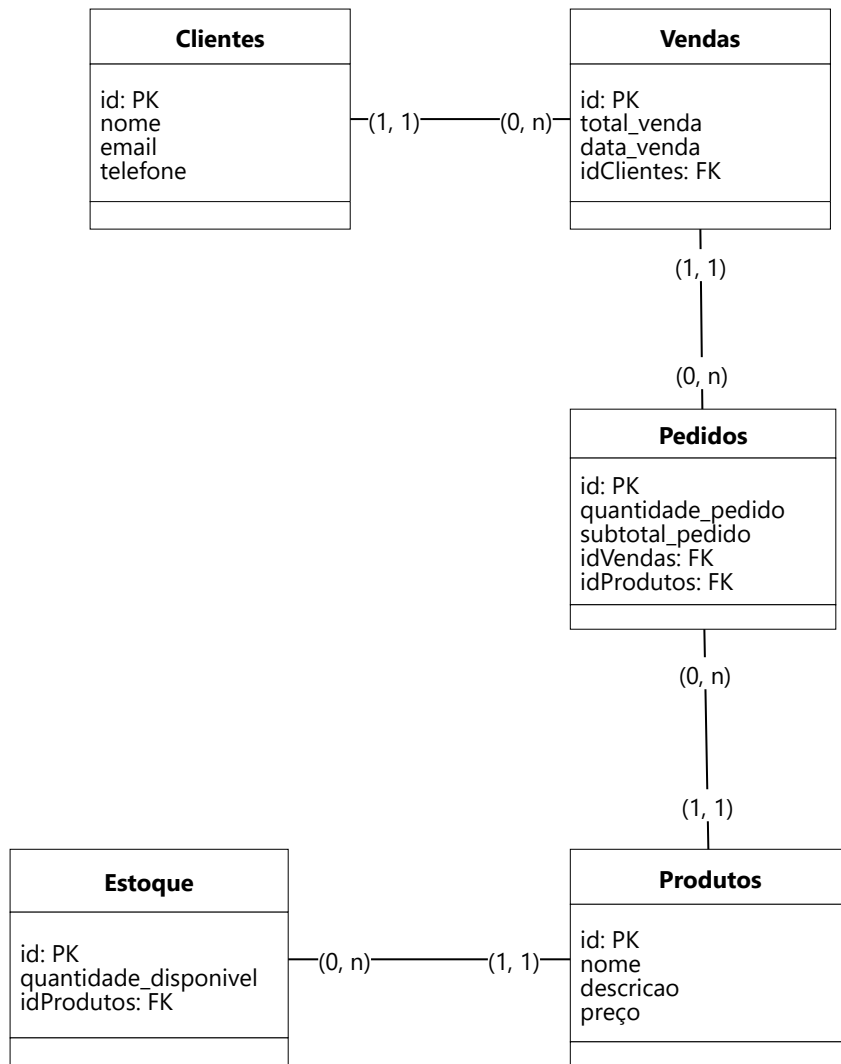 Clientes
id: PK
nome
email
telefone
(1, 1)
(0, n)
Vendas
id: PK
total_venda
data_venda
idClientes: FK
(1, 1)
(0, n)
Pedidos
id: PK
quantidade_pedido
subtotal_pedido
idVendas: FK
idProdutos: FK
(0, n)
(1, 1)
Estoque
id: PK
quantidade_disponivel
idProdutos: FK
(0, n)
(1, 1)
Produtos
id: PK
nome
descricao
preço